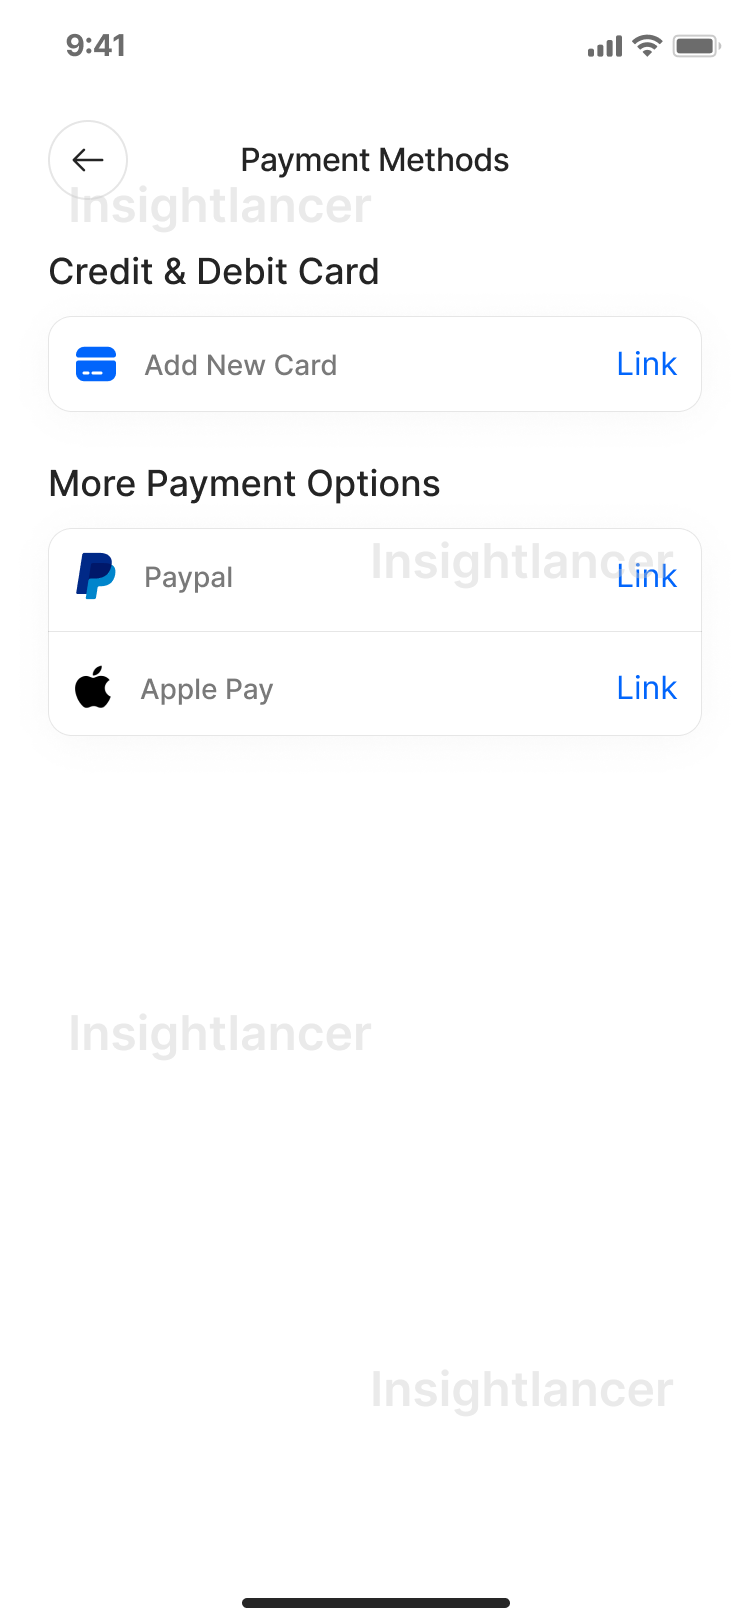 9:41
Payment Methods
Insightlancer
Credit & Debit Card
Add New Card Link
More Payment Options
Insightlancer
Paypal Link
Apple Pay Link
Insightlancer
Insightlancer